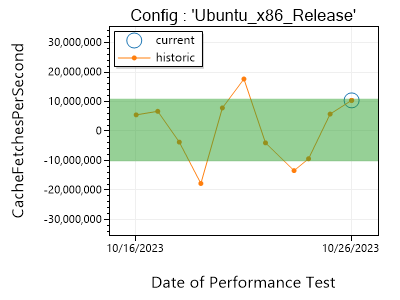 Config : 'Ubuntu_x86_Release'
current
historic
CacheFetchesPerSecond
30,000,000
20,000,000
10,000,000
0
-10,000,000
-20,000,000
-30,000,000
10/16/2023
10/26/2023
Date of Performance Test